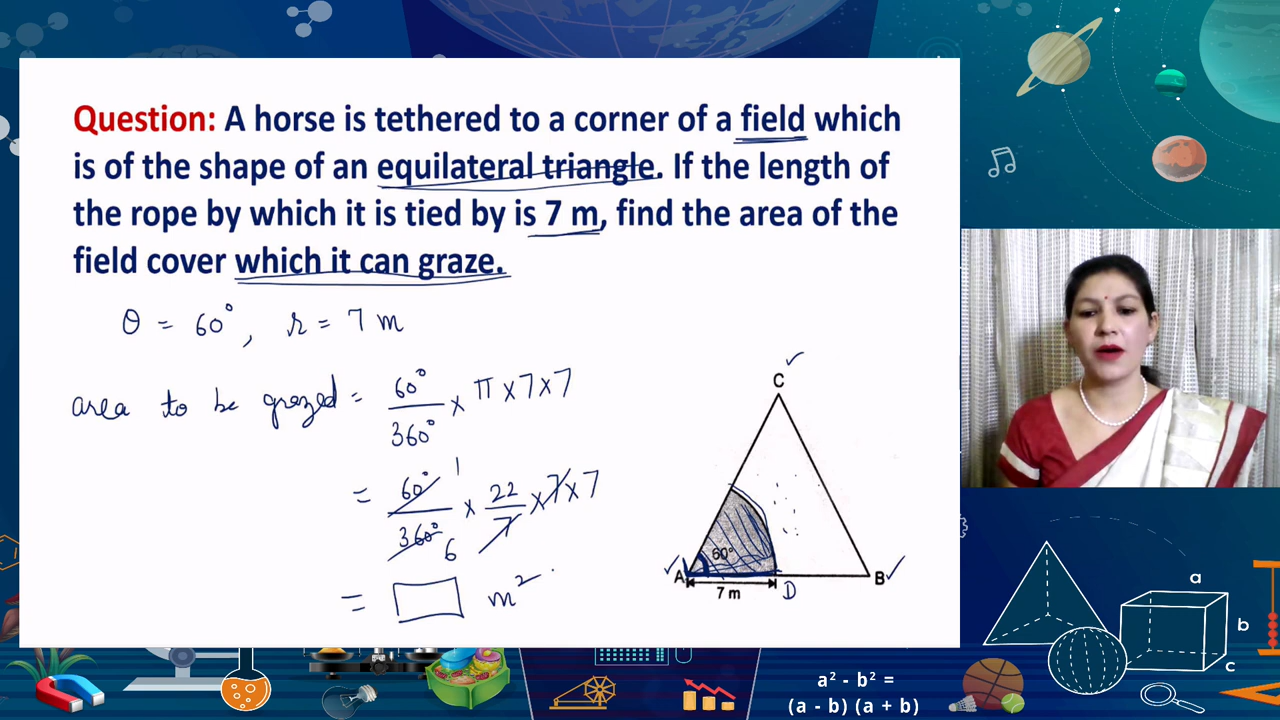 Question: A horse is tethered to a corner of a field which
is of the shape of an equilateral triangle. If the length of
the rope by which it is tied by is 7 m, find the area of the
field cover which it can graze.
θ = 60°, r = 7 m
area to be grazed = 60°/360° × π × 7 × 7
= 60°/360° 1 6 × 22/7 × 7 × 7
= m²
C
60°
A
B
7 m
D
a
b
c
a² - b² =
(a - b) (a + b)